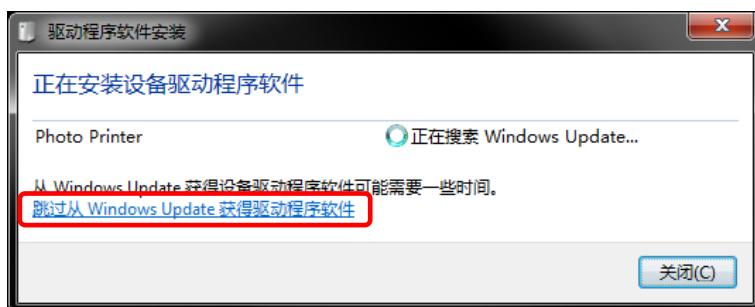 驱动程序软件安装
正在安装设备驱动程序软件
Photo Printer 正在搜索 Windows Update...
从 Windows Update 获得设备驱动程序软件可能需要一些时间。
跳过从 Windows Update 获得驱动程序软件
关闭(C)